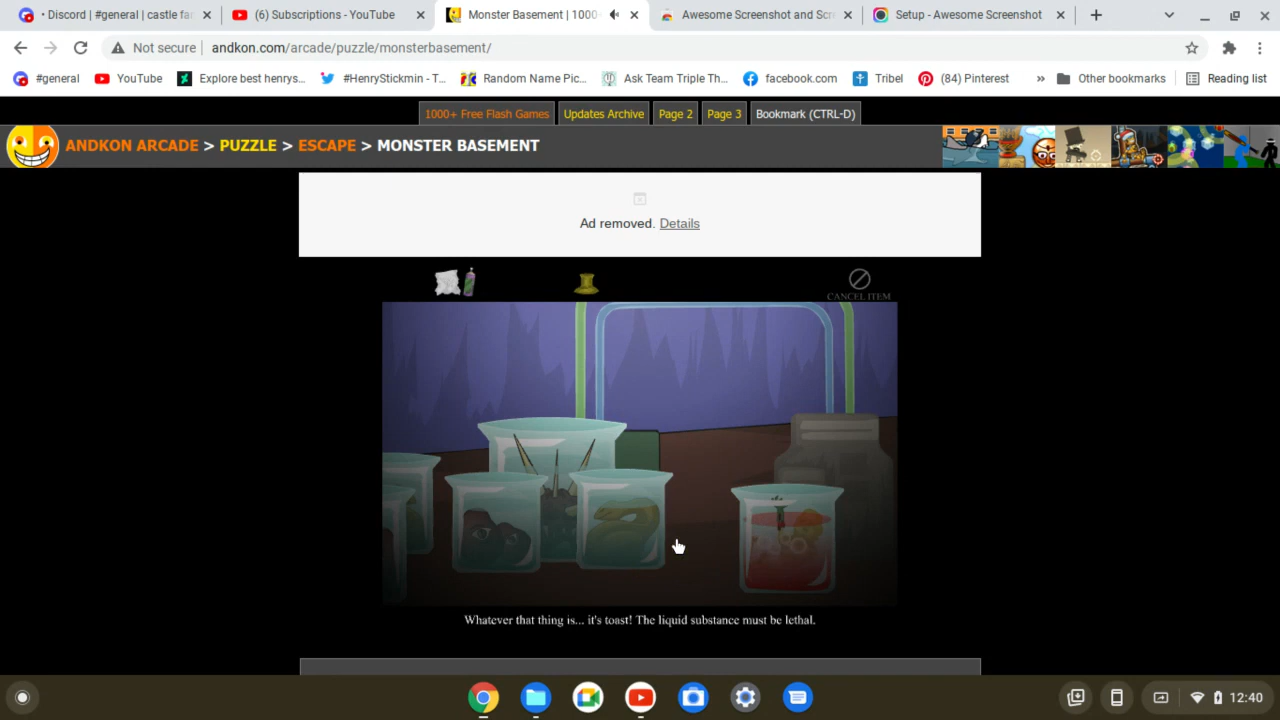 • Discord | #general | castle fa
(6) Subscriptions - YouTube
Monster Basement | 1000
Awesome Screenshot and Scr
Setup - Awesome Screenshot
Not secure
andkon.com/arcade/puzzle/monsterbasement/
#general
YouTube
Explore best henrys...
#HenryStickmin - T...
Random Name Pic...
Ask Team Triple Th...
facebook.com
Tribel
(84) Pinterest
»
Other bookmarks
Reading list
1000+ Free Flash Games
Updates Archive
Page 2
Page 3
Bookmark (CTRL-D)
ANDKON ARCADE > PUZZLE > ESCAPE > MONSTER BASEMENT
Ad removed. Details
CANCEL ITEM
Whatever that thing is... it's toast! The liquid substance must be lethal.
12:40